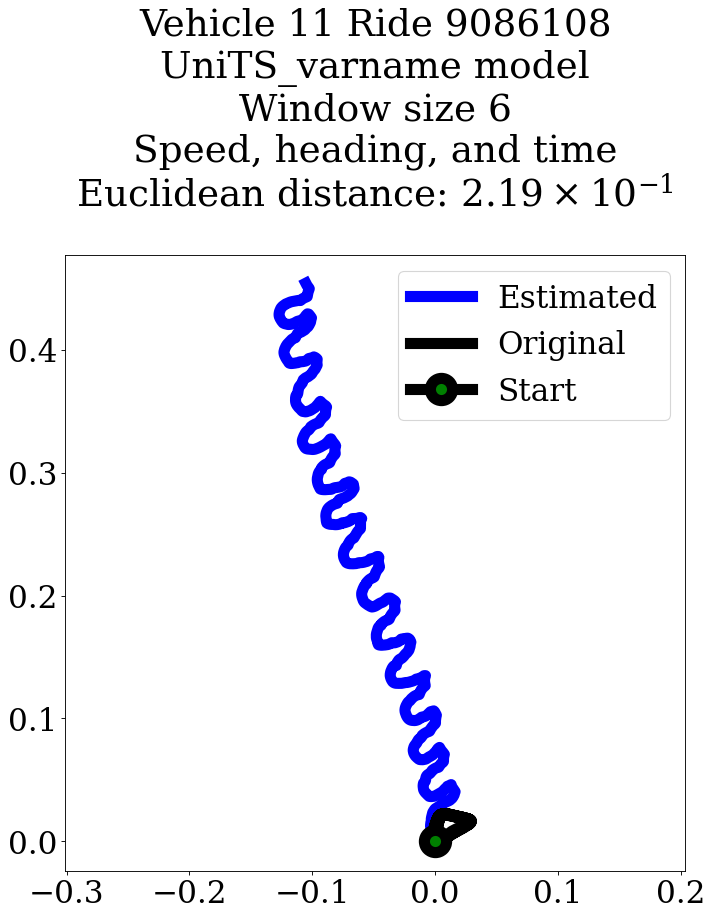 Vehicle 11 Ride 9086108
UniTS_varname model
Window size 6
Speed, heading, and time
Euclidean distance: 2.19 × 10⁻¹
Estimated
Original
Start
0.4
0.3
0.2
0.1
0.0
−0.3 −0.2 −0.1 0.0 0.1 0.2